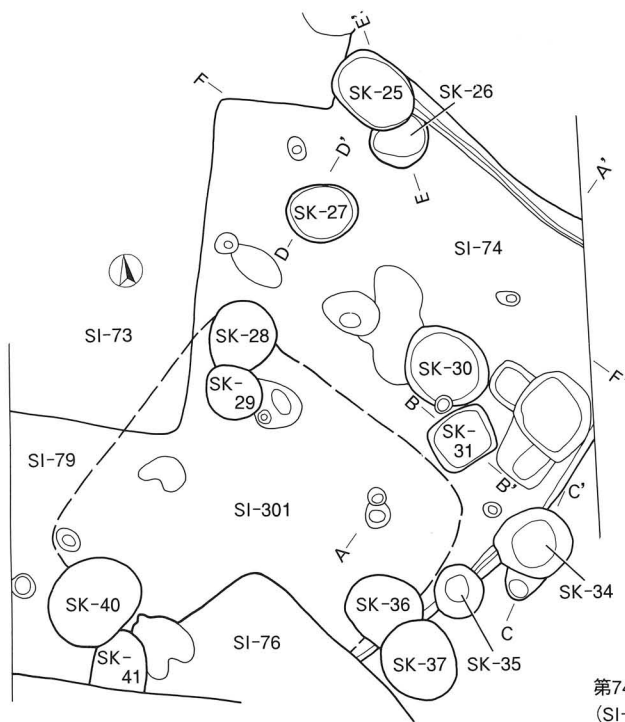 E'
F
SK-25
SK-26
D'
A'
SK-27
E
D
SI-74
SI-73
SK-28
SK-30
F
SK-
29
B
SK-
31
SI-79
B'
C'
SI-301
A
SK-34
SK-40
SK-36
C
SI-76
SK-35
SK-
41
SK-37
第74
(SI-